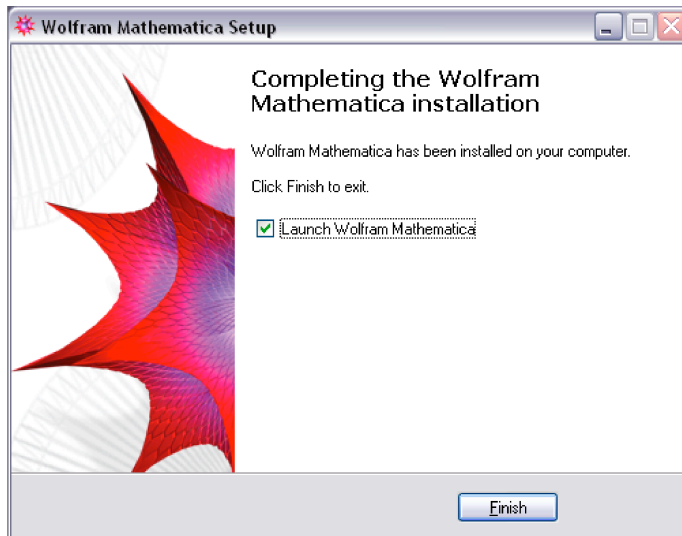 Wolfram Mathematica Setup
Completing the Wolfram
Mathematica installation
Wolfram Mathematica has been installed on your computer.
Click Finish to exit.
Launch Wolfram Mathematica
Finish